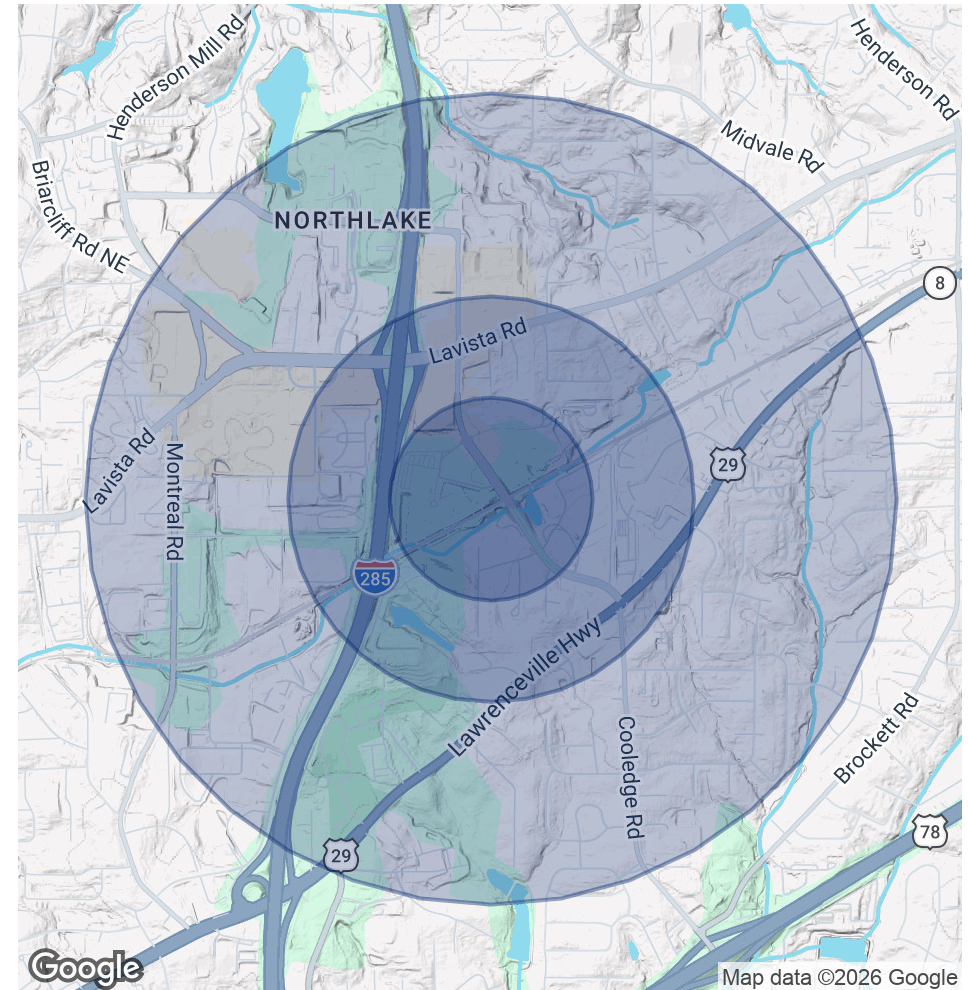 Henderson Mill Rd
Henderson Rd
Midvale Rd
Briarcliff Rd NE
NORTHLAKE
8
Lavista Rd
Lavista Rd
29
Montreal Rd
285
Lawrenceville Hwy
Cooledge Rd
Brockett Rd
78
29
Google
Map data ©2026 Google